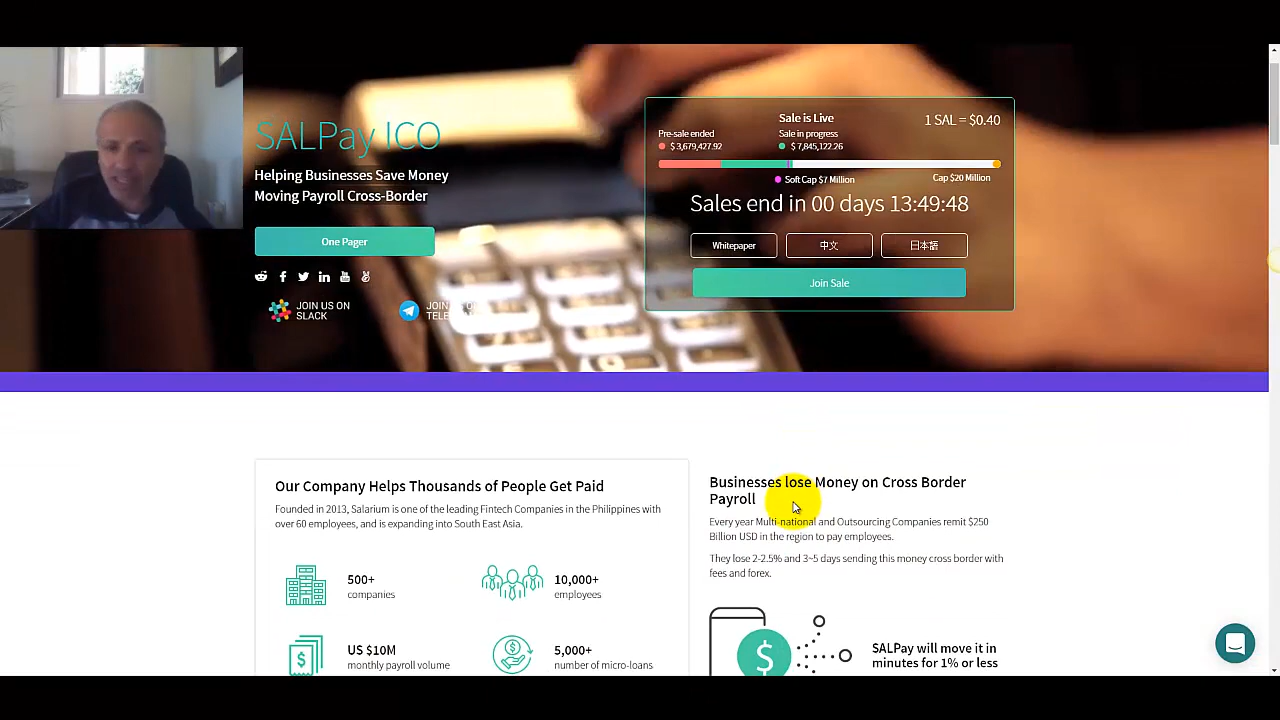 SALPay ICO
Helping Businesses Save Money
Moving Payroll Cross-Border
One Pager
JOIN US ON
SLACK
Sale is Live
1 SAL = $0.40
Pre-sale ended
Sale in progress
$ 3,679,427.92
$ 7,845,122.26
Soft Cap $7 Million
Cap $20 Million
Sales end in 00 days 13:49:48
Whitepaper
中文
日本語
Join Sale
Our Company Helps Thousands of People Get Paid
Founded in 2013, Salarium is one of the leading Fintech Companies in the Philippines with
over 60 employees, and is expanding into South East Asia.
500+
companies
10,000+
employees
US $10M
monthly payroll volume
5,000+
number of micro-loans
Businesses lose Money on Cross Border
Payroll
Every year Multi-national and Outsourcing Companies remit $250
Billion USD in the region to pay employees.
They lose 2-2.5% and 3~5 days sending this money cross border with
fees and forex.
SALPay will move it in
minutes for 1% or less